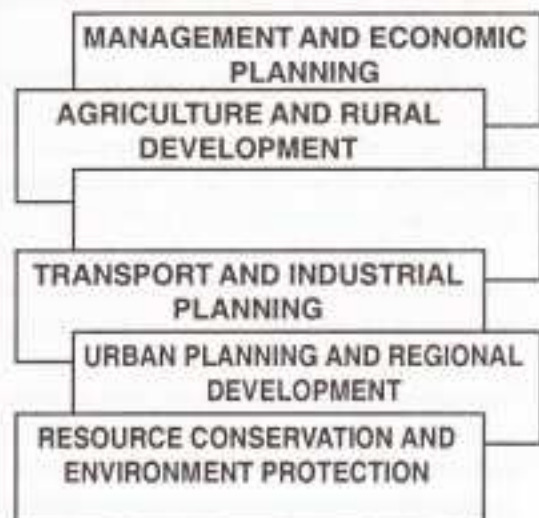 MANAGEMENT AND ECONOMIC
PLANNING
AGRICULTURE AND RURAL
DEVELOPMENT
TRANSPORT AND INDUSTRIAL
PLANNING
URBAN PLANNING AND REGIONAL
DEVELOPMENT
RESOURCE CONSERVATION AND
ENVIRONMENT PROTECTION